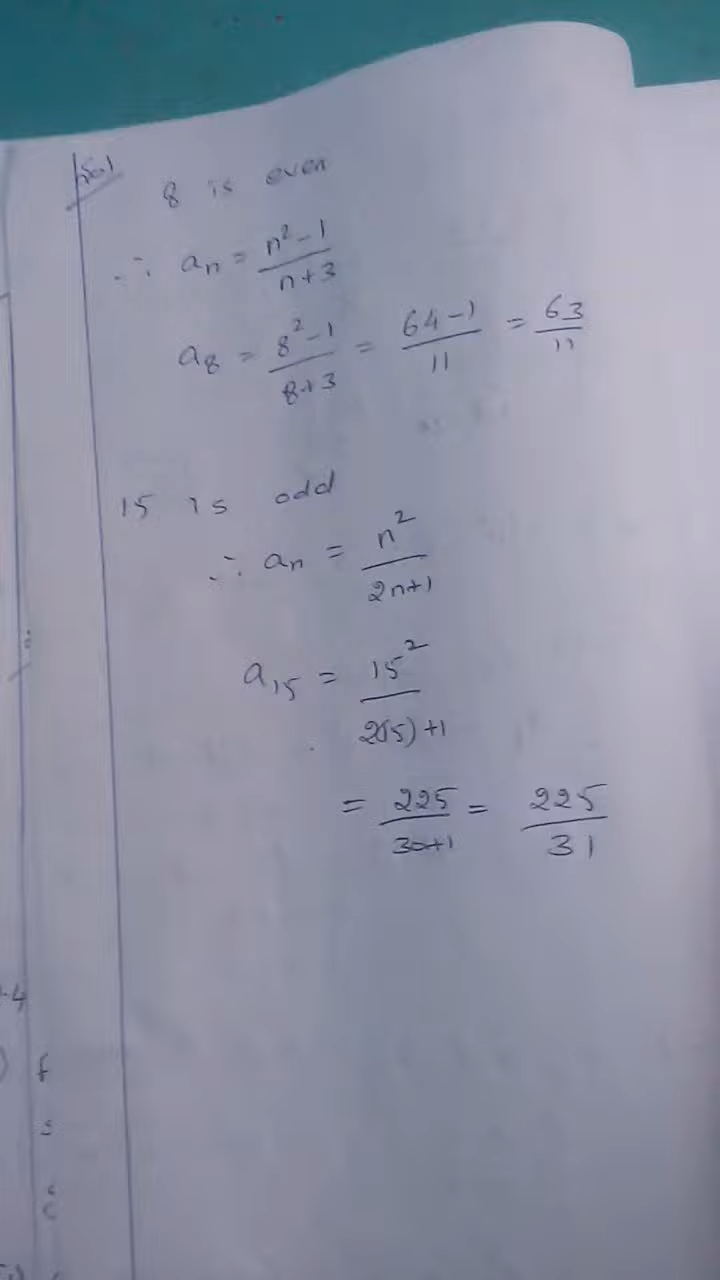 Sol
8 is even
∴ aₙ = (n² - 1)/(n + 3)
a₈ = (8² - 1)/(8 + 3) = (64 - 1)/11 = 63/11
15 is odd
∴ aₙ = n²/(2n+1)
a₁₅ = 15²/(2(15)+1)
= 225/(30+1) = 225/31